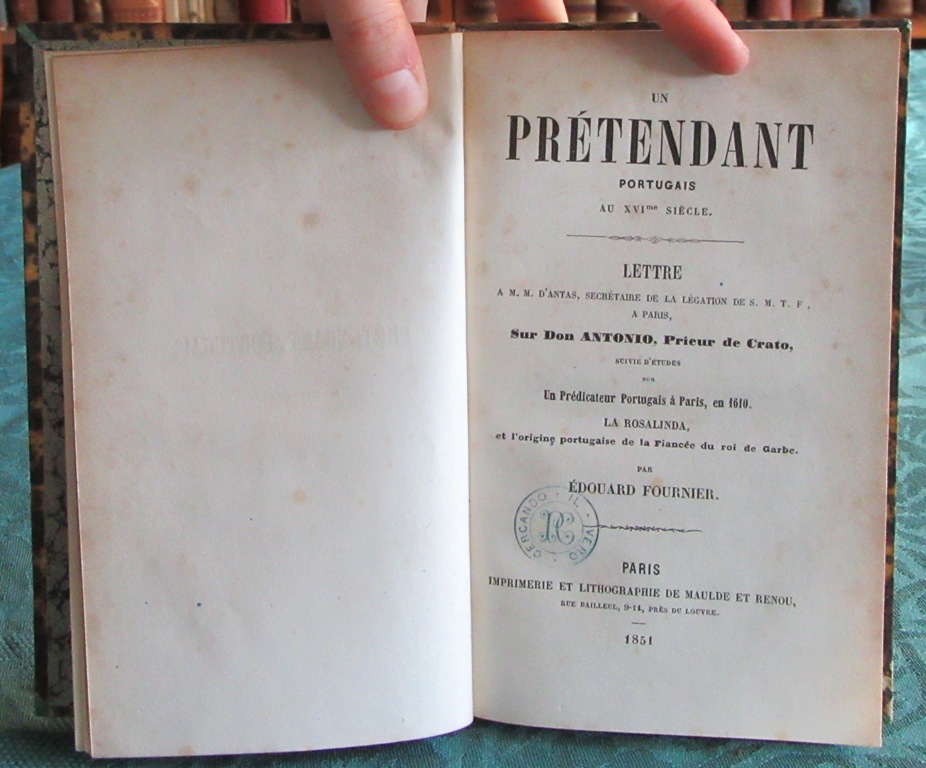 UN
PRÉTENDANT
PORTUGAIS
AU XVIme SIÈCLE.
LETTRE
A M. M. D'ANTAS, SECRÉTAIRE DE LA LÉGATION DE S. M. T. F,
A PARIS,
Sur Don ANTONIO, Prieur de Crato,
SUIVIE D'ÉTUDES
SUR
Un Prédicateur Portugais à Paris, en 1610.
LA ROSALINDA,
et l'origine portugaise de la Fiancée du roi de Garbe.
PAR
ÉDOUARD FOURNIER.
CERCANDO · IL · VERO
PARIS
IMPRIMERIE ET LITHOGRAPHIE DE MAULDE ET RENOU,
RUE BAILLEUL, 9-11, PRÈS DU LOUVRE.
1851